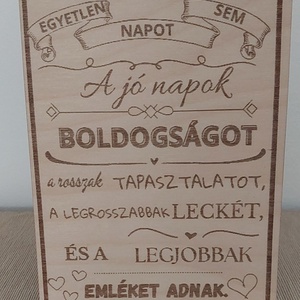 EGYETLEN NAPOT SEM
A jó napok
BOLDOGSÁGOT
a rosszak TAPASZTALATOT,
A LEGROSSZABBAK LECKÉT,
ÉS A LEGJOBBAK
EMLÉKET ADNAK.